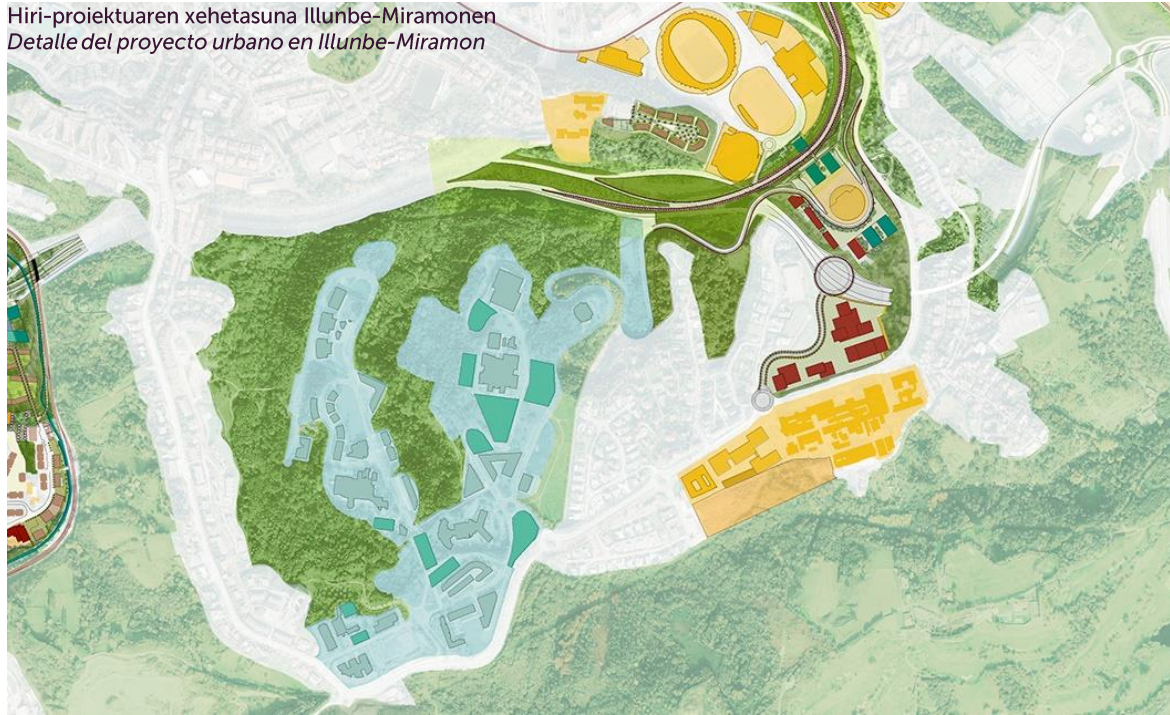 Hiri-proiektuaren xehetasuna Illunbe-Miramonen
Detalle del proyecto urbano en Illunbe-Miramon